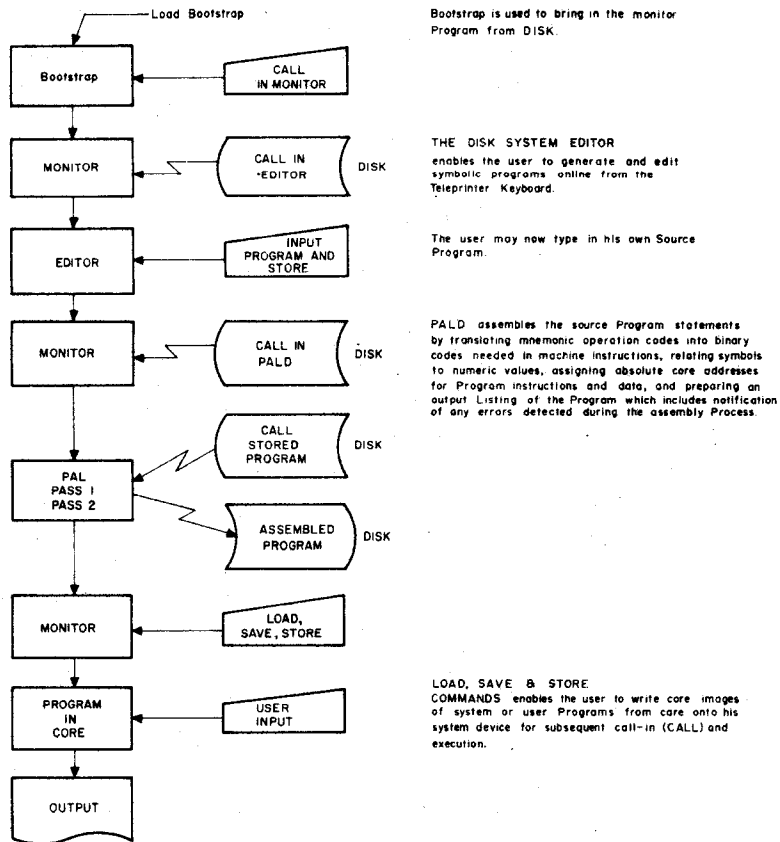 Load Bootstrap
Bootstrap is used to bring in the monitor
Program from DISK.
Bootstrap
CALL
IN MONITOR
MONITOR
CALL IN
EDITOR
DISK
THE DISK SYSTEM EDITOR
enables the user to generate and edit
symbolic programs online from the
Teleprinter Keyboard.
EDITOR
INPUT
PROGRAM AND
STORE
The user may now type in his own Source
Program.
MONITOR
CALL IN
PALD
DISK
PALD assembles the source Program statements
by translating mnemonic operation codes into binary
codes needed in machine instructions, relating symbols
to numeric values, assigning absolute core addresses
for Program instructions and data, and preparing an
output Listing of the Program which includes notification
of any errors detected during the assembly Process.
CALL
STORED
PROGRAM
DISK
PAL
PASS 1
PASS 2
ASSEMBLED
PROGRAM
DISK
MONITOR
LOAD,
SAVE, STORE
PROGRAM
IN
CORE
USER
INPUT
LOAD, SAVE & STORE
COMMANDS enables the user to write core images
of system or user Programs from care onto his
system device for subsequent call-in (CALL) and
execution.
OUTPUT